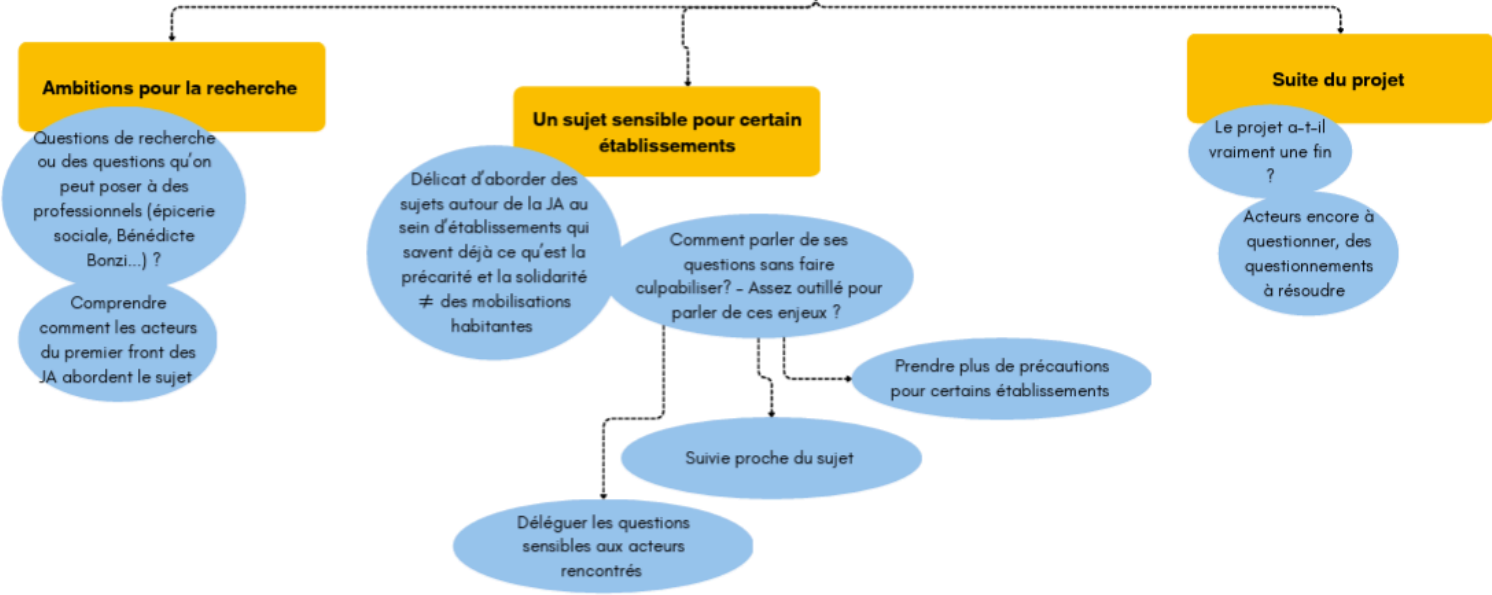 Ambitions pour la recherche
Questions de recherche
ou des questions qu'on
peut poser à des
professionnels (épicerie
sociale, Bénédicte
Bonzi...) ?
Comprendre
comment les acteurs
du premier front des
JA abordent le sujet
Un sujet sensible pour certain
établissements
Délicat d'aborder des
sujets autour de la JA au
sein d'établissements qui
savent déjà ce qu'est la
précarité et la solidarité
≠ des mobilisations
habitantes
Comment parler de ses
questions sans faire
culpabiliser? - Assez outillé pour
parler de ces enjeux ?
Prendre plus de précautions
pour certains établissements
Suivie proche du sujet
Déléguer les questions
sensibles aux acteurs
rencontrés
Suite du projet
Le projet a-t-il
vraiment une fin
?
Acteurs encore à
questionner, des
questionnements
à résoudre